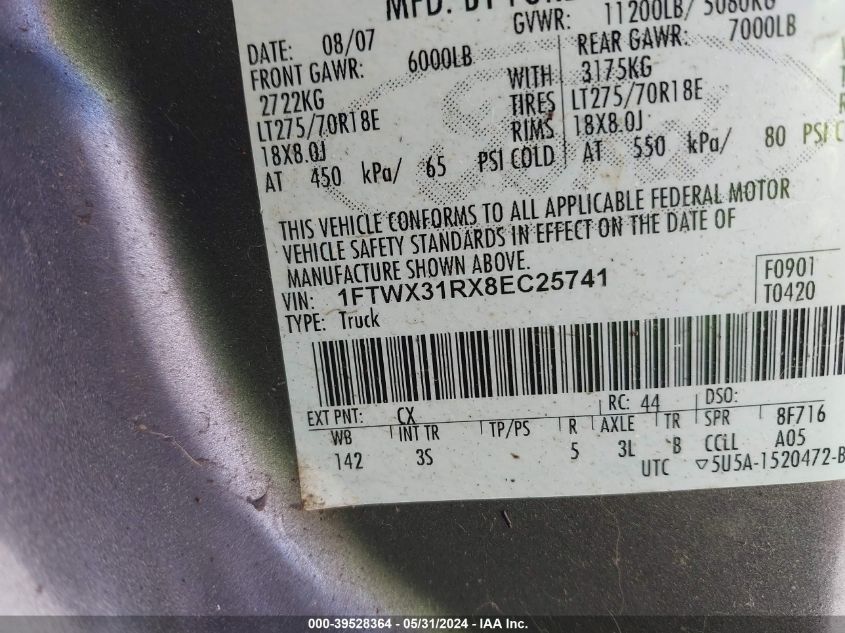 MFD. BY FORD
GVWR: 11200LB/ 5080KG
DATE: 08/07
FRONT GAWR: 6000LB
REAR GAWR: 7000LB
2722KG WITH 3175KG
LT275/70R18E TIRES LT275/70R18E
18X8.0J RIMS 18X8.0J
AT 450 kPa/ 65 PSI COLD AT 550 kPa/ 80 PSI
THIS VEHICLE CONFORMS TO ALL APPLICABLE FEDERAL MOTOR
VEHICLE SAFETY STANDARDS IN EFFECT ON THE DATE OF
MANUFACTURE SHOWN ABOVE.
VIN: 1FTWX31RX8EC25741
TYPE: Truck
F0901
T0420
EXT PNT: CX RC: 44 DSO:
WB INT TR TP/PS R AXLE TR SPR 8F716
142 3S 5 3L B CCLL A05
UTC ▽5U5A-1520472-B
000-39528364 - 05/31/2024 - IAA Inc.